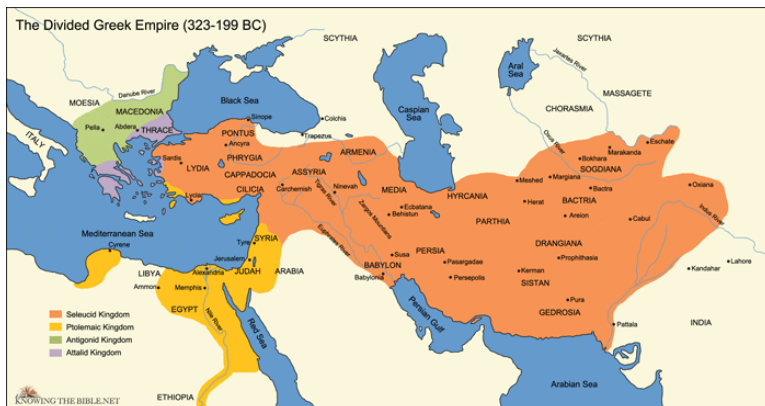 The Divided Greek Empire (323-199 BC)
SCYTHIA
SCYTHIA
Aral
Sea
Jaxartes River
MASSAGETE
Danube River
MOESIA
Black Sea
Caspian
Sea
CHORASMIA
MACEDONIA
Pella
Abdera
THRACE
Sinope
Colchis
Oxus River
ITALY
PONTUS
Trapezus
Eschate
Ancyra
Marakanda
Sardis
LYDIA
PHRYGIA
ARMENIA
Bokhara
SOGDIANA
CAPPADOCIA
ASSYRIA
Meshed
Margiana
Oxiana
Lydia
CILICIA
Carchemish
Ninevah
MEDIA
HYRCANIA
Bactra
Tigris River
Ecbatana
Behistun
Herat
BACTRIA
Indus River
Mediterranean Sea
Cyrene
SYRIA
Tyre
Zagros Mountains
PARTHIA
Areion
Cabul
Euphrates River
DRANGIANA
Jerusalem
Susa
PERSIA
Prophithasia
Lahore
LIBYA
Alexandria
JUDAH
ARABIA
BABYLON
Pasargadae
Kandahar
Babylonia
Kerman
Ammon
Memphis
Persepolis
SISTAN
EGYPT
Pura
Nile River
Red Sea
Persian Gulf
GEDROSIA
Pattala
INDIA
Seleucid Kingdom
Ptolemaic Kingdom
Antigonid Kingdom
Attalid Kingdom
Arabian Sea
ETHIOPIA
KNOWING THE BIBLE.NET